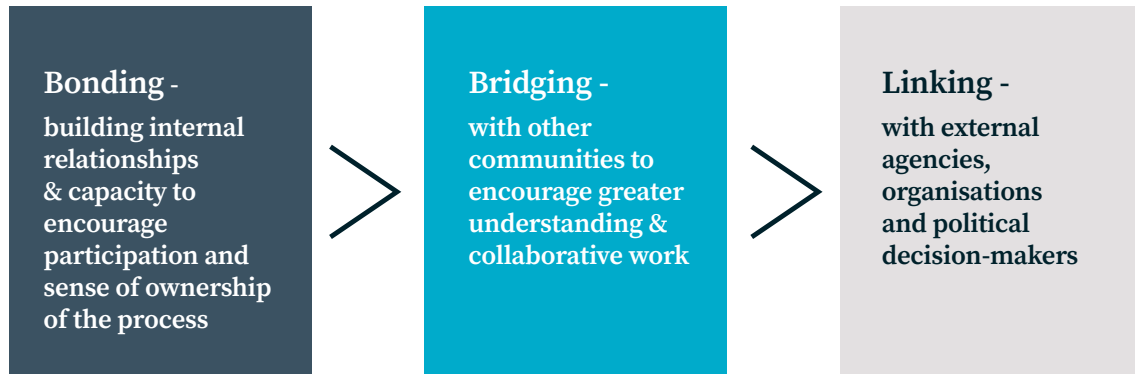 Bonding -
building internal
relationships
& capacity to
encourage
participation and
sense of ownership
of the process
Bridging -
with other
communities to
encourage greater
understanding &
collaborative work
Linking -
with external
agencies,
organisations
and political
decision-makers